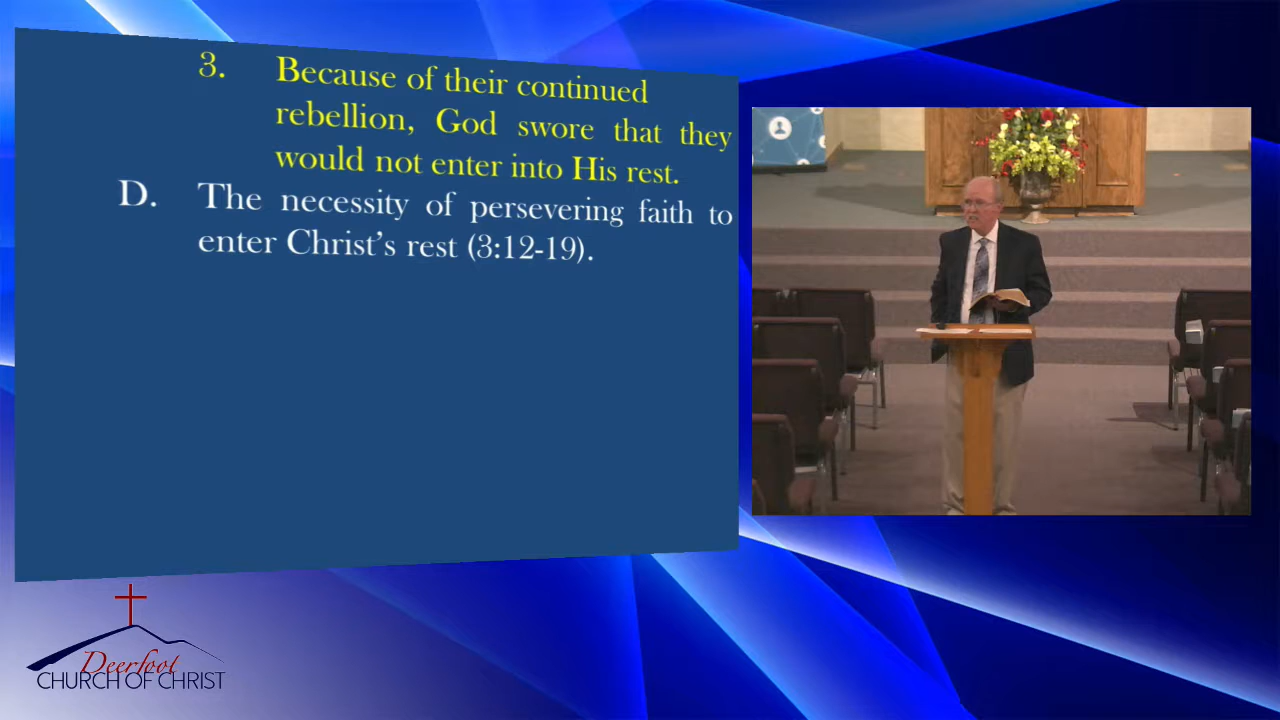 3. Because of their continued
rebellion, God swore that they
would not enter into His rest.
D. The necessity of persevering faith to
enter Christ's rest (3:12-19).
Deerfoot
CHURCH OF CHRIST